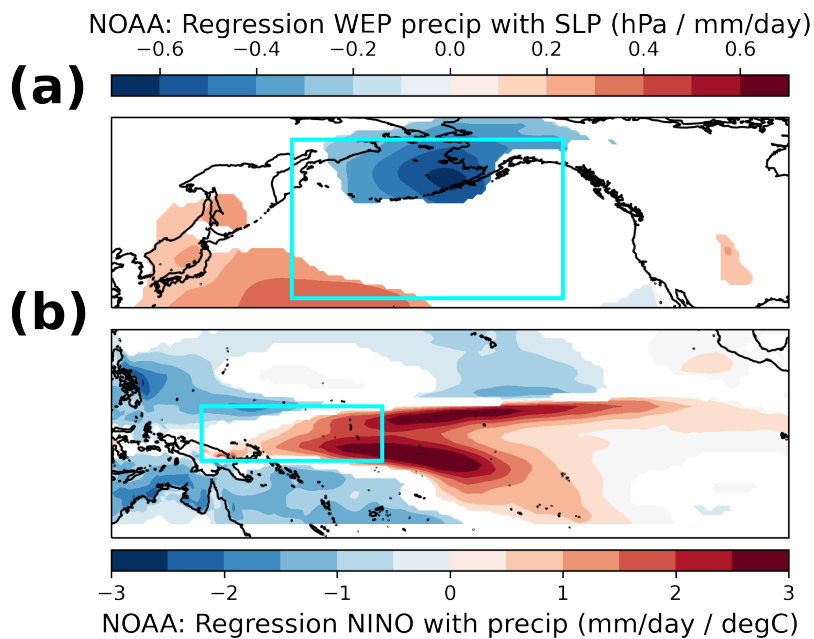 NOAA: Regression WEP precip with SLP (hPa / mm/day)
−0.6 −0.4 −0.2 0.0 0.2 0.4 0.6
(a)
(b)
−3 −2 −1 0 1 2 3
NOAA: Regression NINO with precip (mm/day / degC)